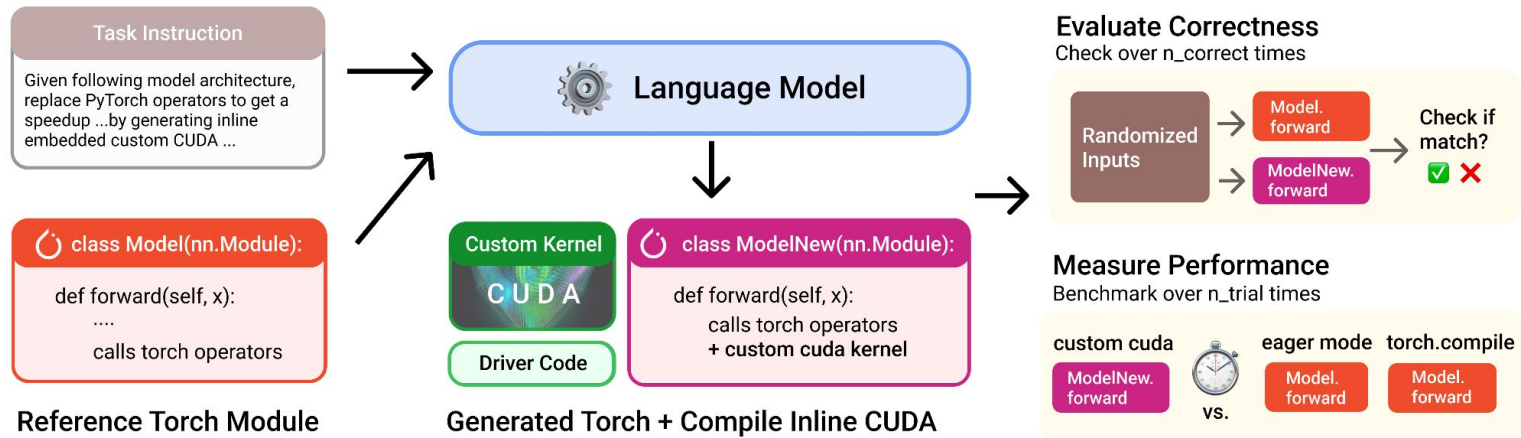 Task Instruction
Given following model architecture,
replace PyTorch operators to get a
speedup ...by generating inline
embedded custom CUDA ...
class Model(nn.Module):
def forward(self, x):
....
calls torch operators
Reference Torch Module
Language Model
Custom Kernel
CUDA
Driver Code
class ModelNew(nn.Module):
def forward(self, x):
calls torch operators
+ custom cuda kernel
Generated Torch + Compile Inline CUDA
Evaluate Correctness
Check over n_correct times
Randomized
Inputs
Model.
forward
ModelNew.
forward
Check if
match?
Measure Performance
Benchmark over n_trial times
custom cuda
ModelNew.
forward
vs.
eager mode
Model.
forward
torch.compile
Model.
forward